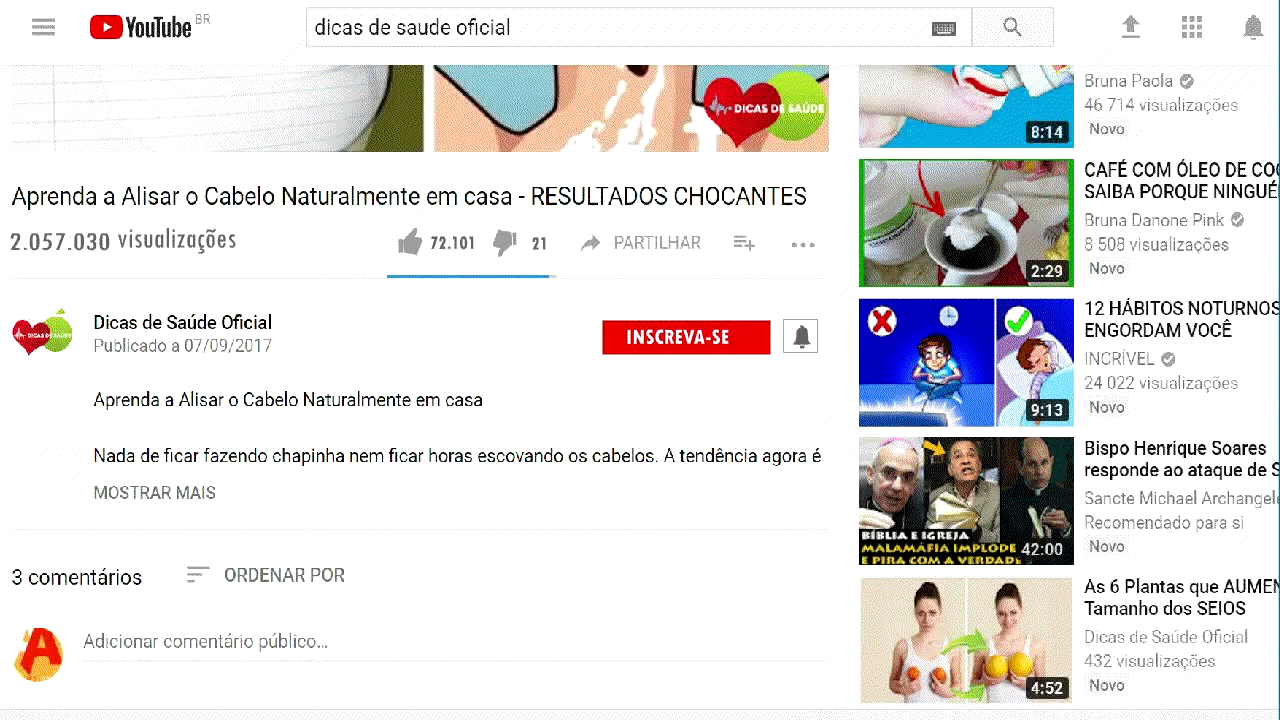 YouTube BR
dicas de saude oficial
DICAS DE SAÚDE
Aprenda a Alisar o Cabelo Naturalmente em casa - RESULTADOS CHOCANTES
2.057.030 visualizações
72.101
21
PARTILHAR
DICAS DE SAÚDE
Dicas de Saúde Oficial
Publicado a 07/09/2017
INSCREVA-SE
Aprenda a Alisar o Cabelo Naturalmente em casa
Nada de ficar fazendo chapinha nem ficar horas escovando os cabelos. A tendência agora é
MOSTRAR MAIS
3 comentários
ORDENAR POR
A
Adicionar comentário público...
8:14
Bruna Paola
46 714 visualizações
Novo
2:29
CAFÉ COM ÓLEO DE CO
SAIBA PORQUE NINGUÉ
Bruna Danone Pink
8 508 visualizações
Novo
9:13
12 HÁBITOS NOTURNOS
ENGORDAM VOCÊ
INCRÍVEL
24 022 visualizações
Novo
BÍBLIA E IGREJA
MALAMÁFIA IMPLODE
E PIRA COM A VERDADE
42:00
Bispo Henrique Soares
responde ao ataque de S
Sancte Michael Archangel
Recomendado para si
Novo
4:52
As 6 Plantas que AUMEN
Tamanho dos SEIOS
Dicas de Saúde Oficial
432 visualizações
Novo